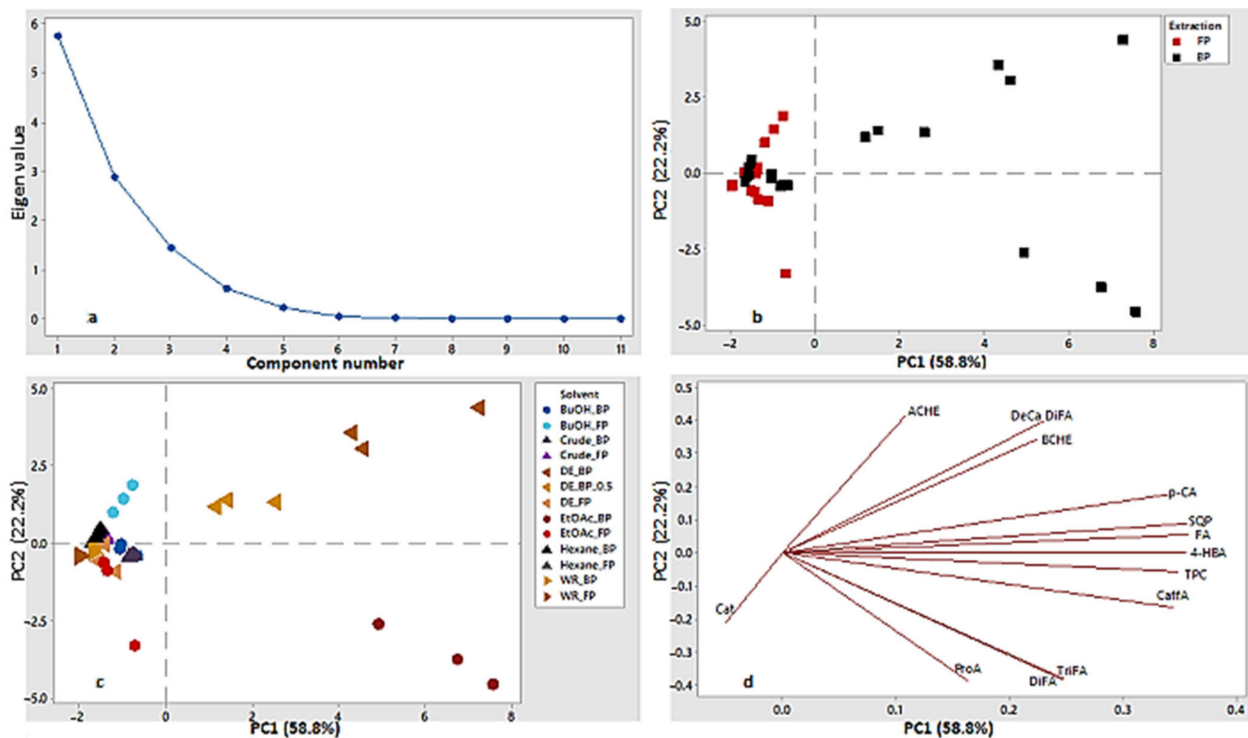 6
5
4
3
2
1
0
Eigen value
1 2 3 4 5 6 7 8 9 10 11
Component number
a
5.0
2.5
0.0
-2.5
-5.0
PC2 (22.2%)
-2 0 2 4 6 8
PC1 (58.8%)
b
Extraction
FP
BP
5.0
2.5
0.0
-2.5
-5.0
PC2 (22.2%)
-2 0 2 4 6 8
PC1 (58.8%)
c
Solvent
BuOH_BP
BuOH_FP
Crude_BP
Crude_FP
DE_BP
DE_BP_0.5
DE_FP
EtOAc_BP
EtOAc_FP
Hexane_BP
Hexane_FP
WR_BP
WR_FP
0.5
0.4
0.3
0.2
0.1
0.0
-0.1
-0.2
-0.3
-0.4
PC2 (22.2%)
0.0 0.1 0.2 0.3 0.4
PC1 (58.8%)
d
ACHE
DeCa DiFA
BCHE
p-CA
SQP
FA
4-HBA
TPC
CaffA
Cat
ProA
TriFA
DiFA